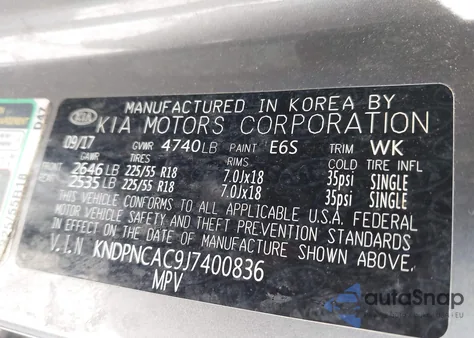 MANUFACTURED IN KOREA BY
KIA KIA MOTORS CORPORATION
09/17 GVWR 4740LB PAINT E6S TRIM WK
TIRES RIMS COLD TIRE INFL
2646 LB 225/55 R18 7.0Jx18 35psi SINGLE
2535 LB 225/55 R18 7.0Jx18 35psi SINGLE
THIS VEHICLE CONFORMS TO ALL APPLICABLE U.S.A. FEDERAL
MOTOR VEHICLE SAFETY AND THEFT PREVENTION STANDARDS
IN EFFECT ON THE DATE OF MANUFACTURE SHOWN ABOVE.
V.I.N KNDPNCAC9J7400836
MPV
autoSnap